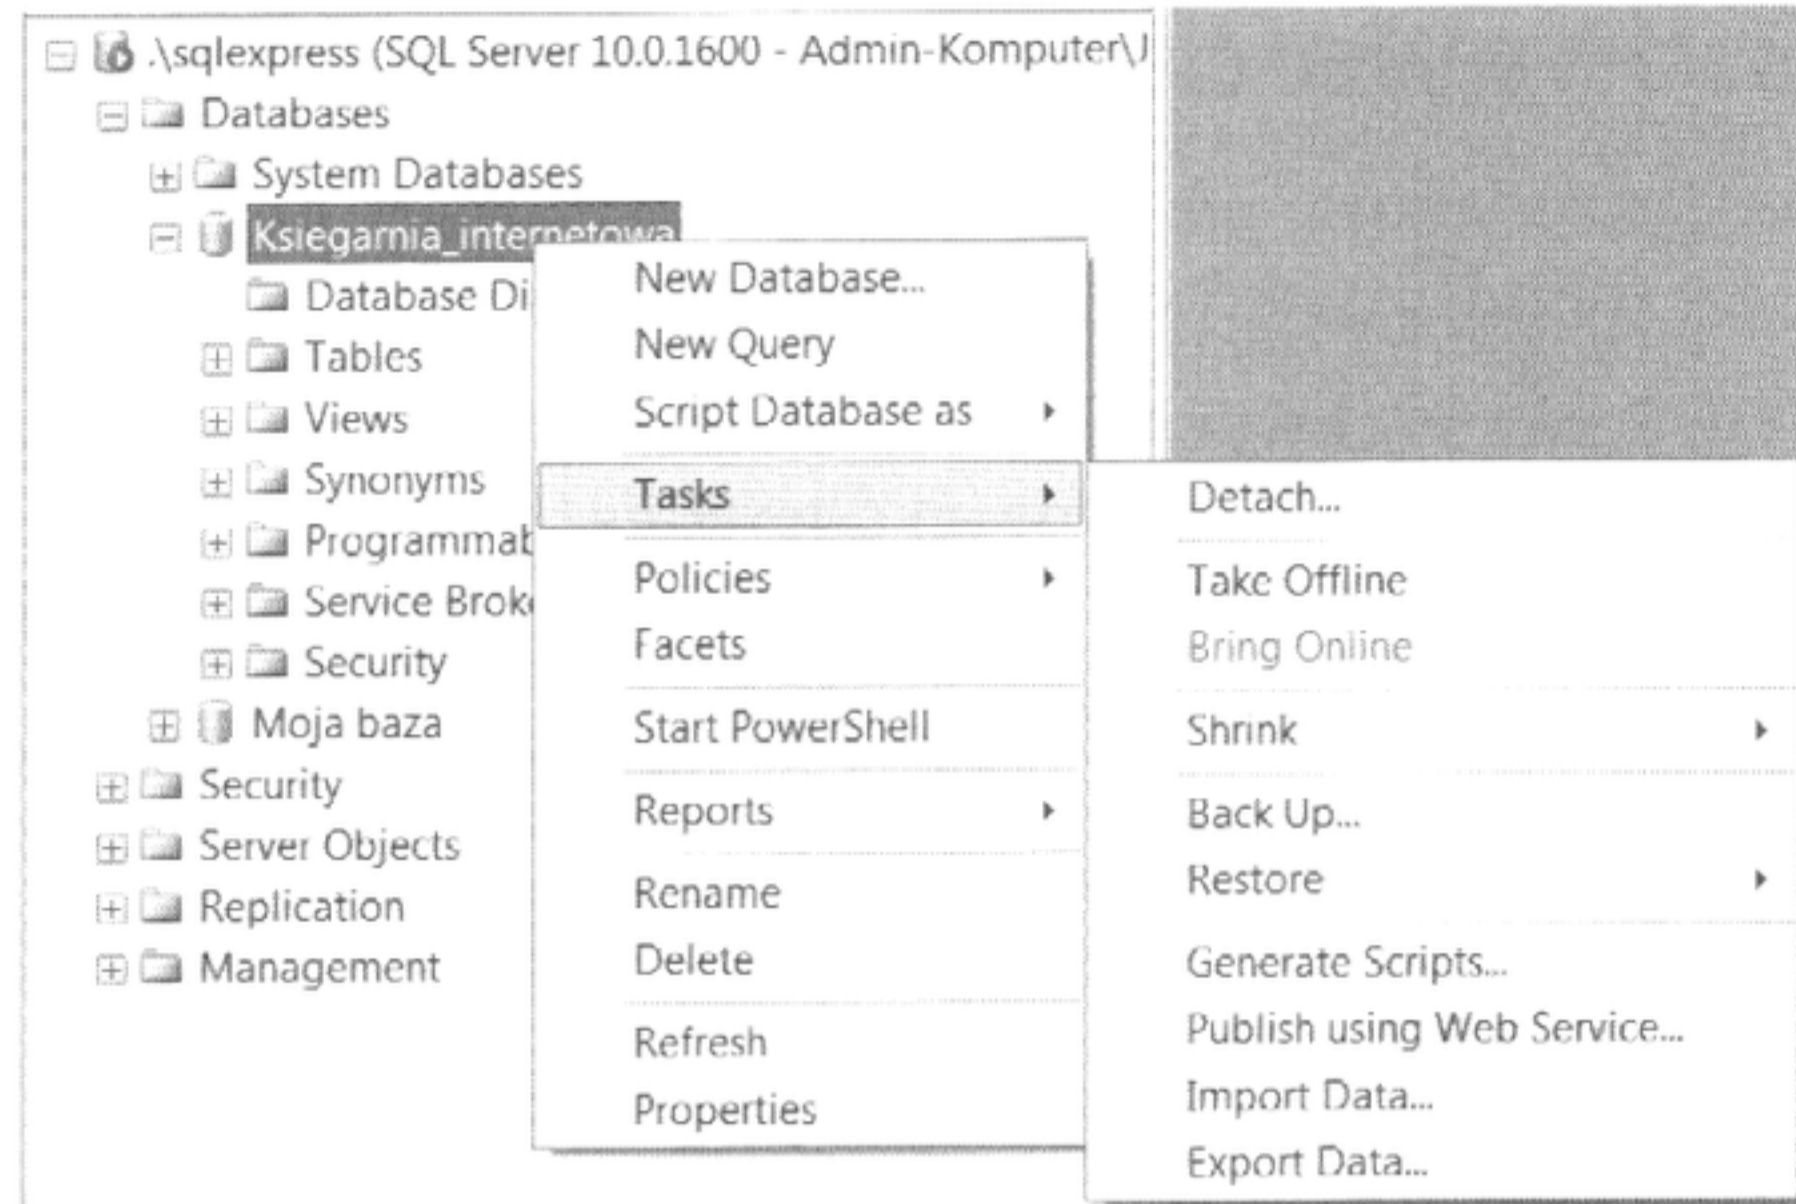 .\sqlexpress (SQL Server 10.0.1600 - Admin-Komputer\J
Databases
System Databases
Ksiegarnia_internetowa
Database Di
Tables
Views
Synonyms
Programmab
Service Broke
Security
Moja baza
Security
Server Objects
Replication
Management
New Database...
New Query
Script Database as
Tasks
Policies
Facets
Start PowerShell
Reports
Rename
Delete
Refresh
Properties
Detach...
Take Offline
Bring Online
Shrink
Back Up...
Restore
Generate Scripts...
Publish using Web Service...
Import Data...
Export Data...